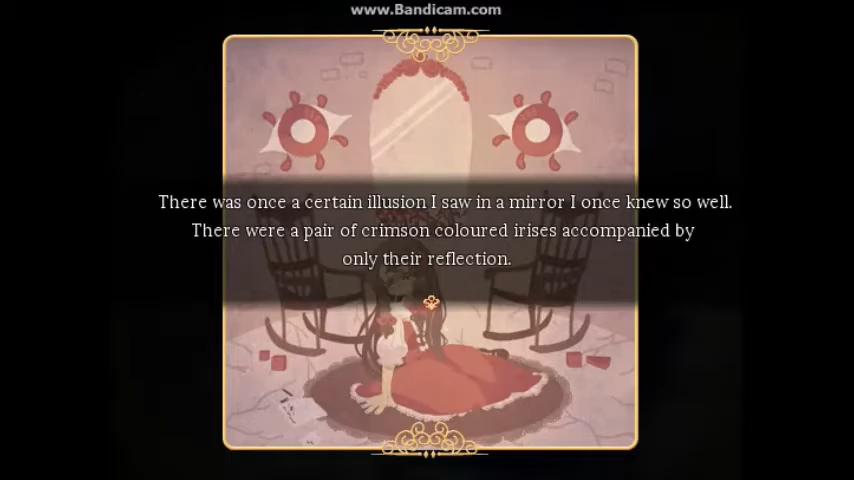 www.Bandicam.com
There was once a certain illusion I saw in a mirror I once knew so well.
There were a pair of crimson coloured irises accompanied by
only their reflection.